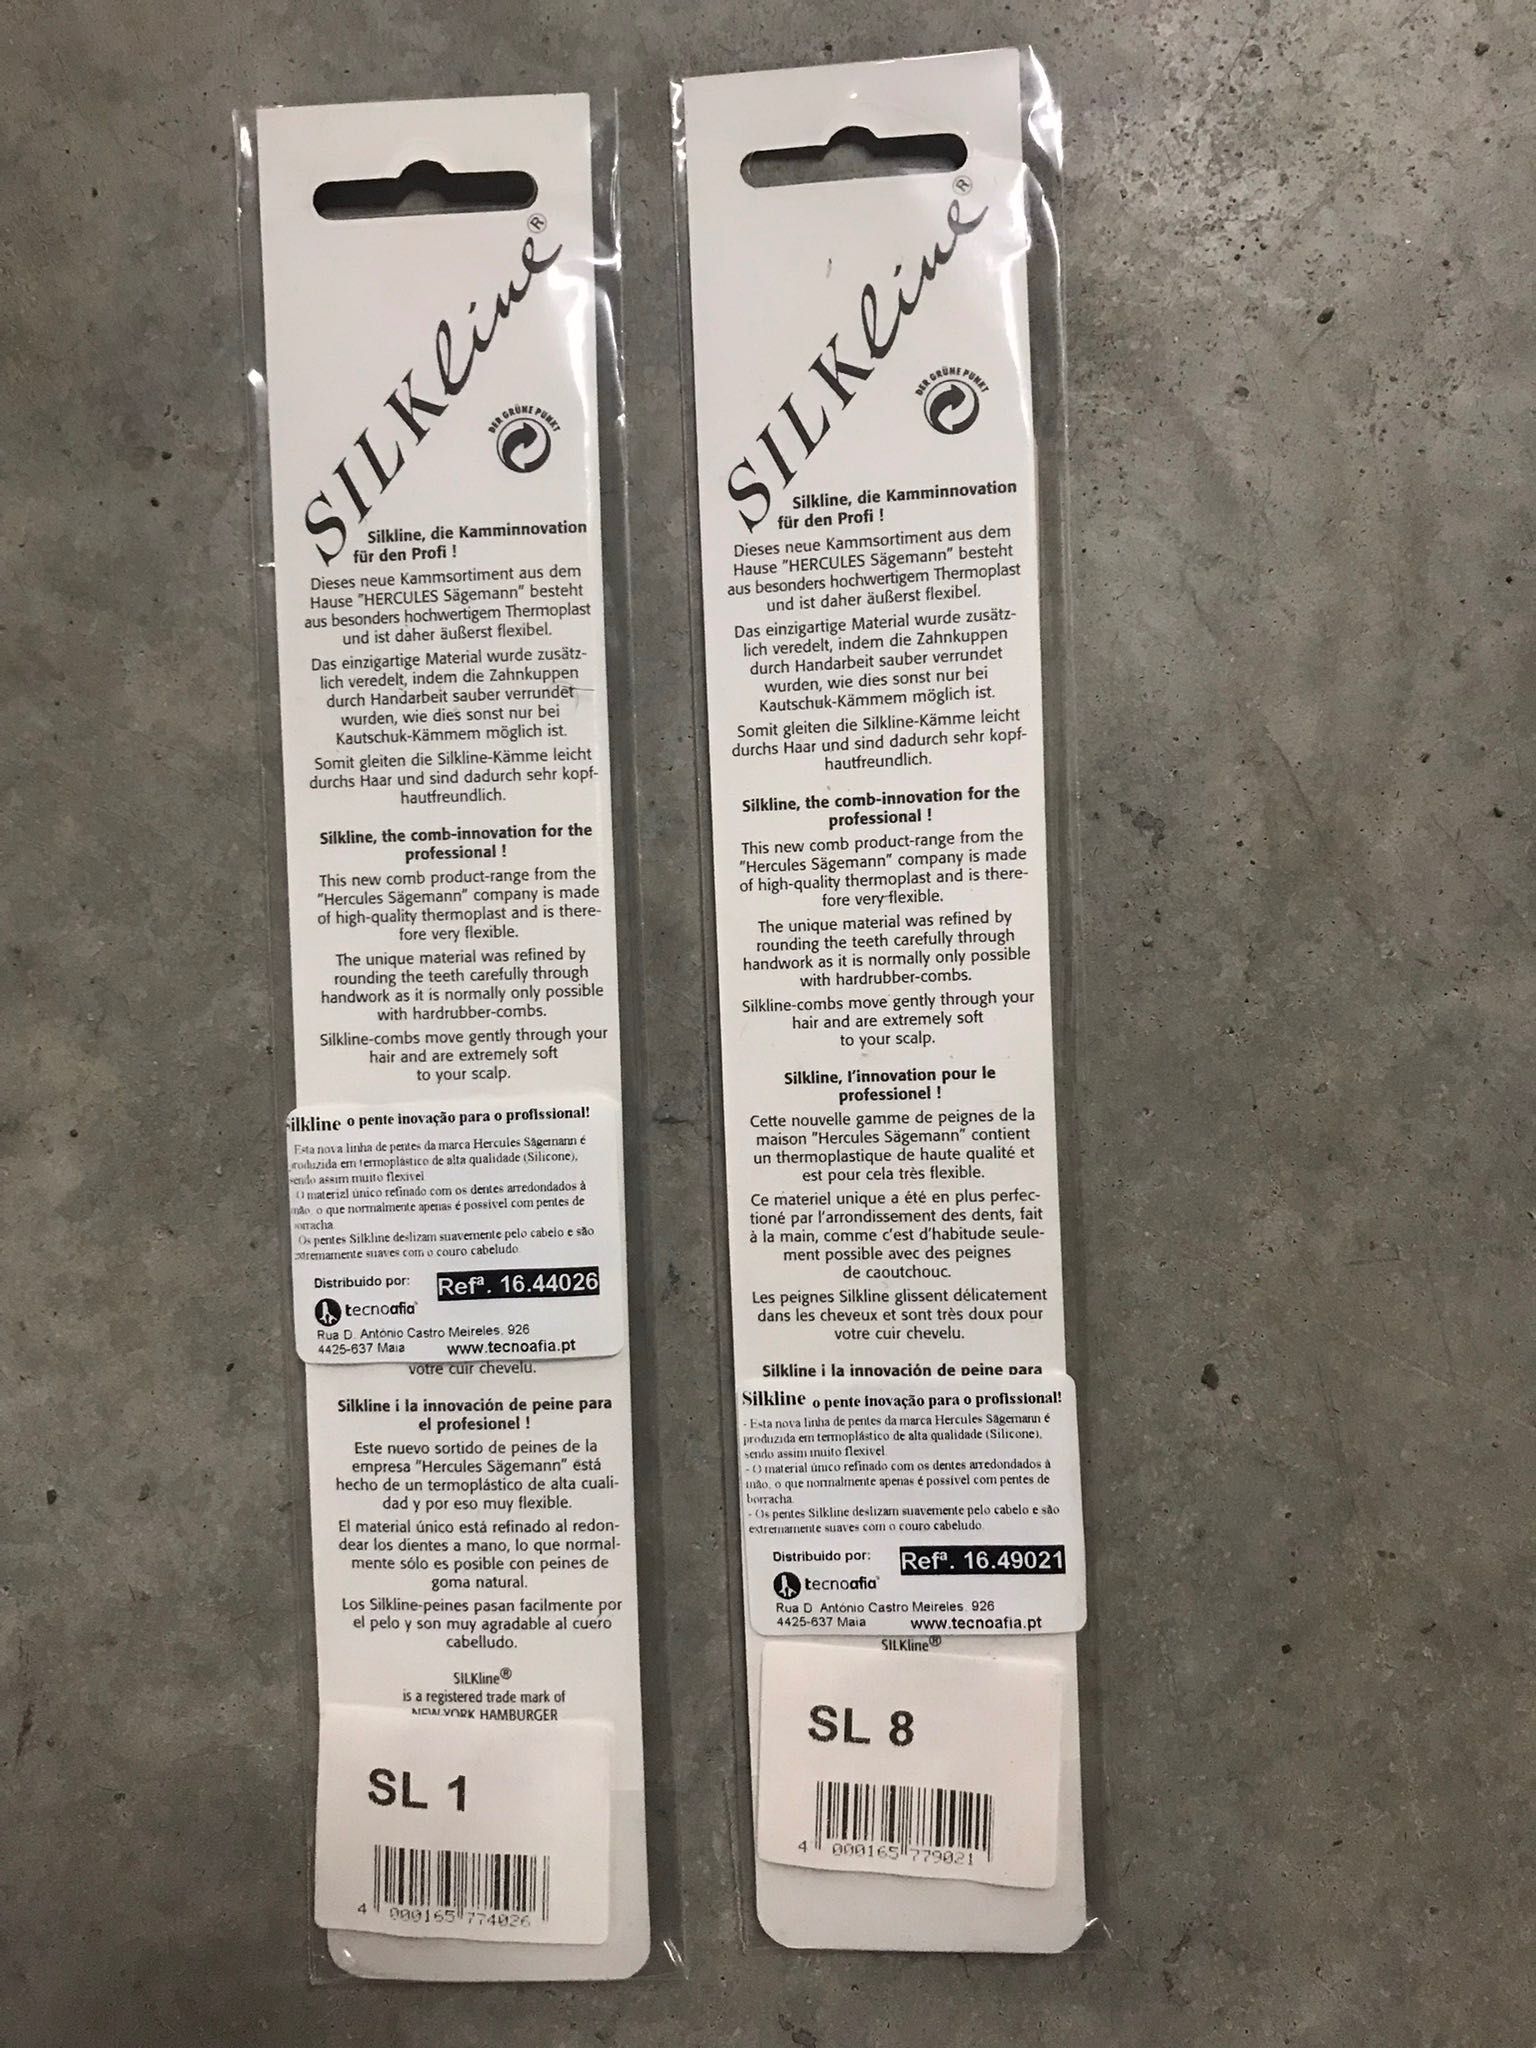 SILKline®
DER GRÜNE PUNKT
Silkline, die Kamminnovation
für den Profi !
Dieses neue Kammsortiment aus dem
Hause "HERCULES Sägemann" besteht
aus besonders hochwertigem Thermoplast
und ist daher äußerst flexibel.
Das einzigartige Material wurde zusätz-
lich veredelt, indem die Zahnkuppen
durch Handarbeit sauber verrundet
wurden, wie dies sonst nur bei
Kautschuk-Kämmem möglich ist.
Somit gleiten die Silkline-Kämme leicht
durchs Haar und sind dadurch sehr kopf-
hautfreundlich.
Silkline, the comb-innovation for the
professional !
This new comb product-range from the
"Hercules Sägemann" company is made
of high-quality thermoplast and is there-
fore very flexible.
The unique material was refined by
rounding the teeth carefully through
handwork as it is normally only possible
with hardrubber-combs.
Silkline-combs move gently through your
hair and are extremely soft
to your scalp.
ilkline o pente inovação para o profissional!
Esta nova linha de pentes da marca Hercules Sägemann é
roduzida em termoplástico de alta qualidade (Silicone),
sendo assim muito flexivel
O material único refinado com os dentes arredondados à
mão, o que normalmente apenas é possivel com pentes de
orracha
Os pentes Silkline deslizam suavemente pelo cabelo e são
xtremamente suaves com o couro cabeludo.
Distribuido por: Refª. 16.44026
tecnoafia
Rua D. António Castro Meireles, 926
4425-637 Maia www.tecnoafia.pt
votre cuir chevelu.
Silkline i la innovación de peine para
el profesionel !
Este nuevo sortido de peines de la
empresa "Hercules Sägemann" está
hecho de un termoplástico de alta cuali-
dad y por eso muy flexible.
El material único está refinado al redon-
dear los dientes a mano, lo que normal-
mente sólo es posible con peines de
goma natural.
Los Silkline-peines pasan facilmente por
el pelo y son muy agradable al cuero
cabelludo.
SILKline®
is a registered trade mark of
NEW YORK HAMBURGER
SL 1
4 000165 774026
SILKline®
DER GRÜNE PUNKT
Silkline, die Kamminnovation
für den Profi !
Dieses neue Kammsortiment aus dem
Hause "HERCULES Sägemann" besteht
aus besonders hochwertigem Thermoplast
und ist daher äußerst flexibel.
Das einzigartige Material wurde zusätz-
lich veredelt, indem die Zahnkuppen
durch Handarbeit sauber verrundet
wurden, wie dies sonst nur bei
Kautschuk-Kämmem möglich ist.
Somit gleiten die Silkline-Kämme leicht
durchs Haar und sind dadurch sehr kopf-
hautfreundlich.
Silkline, the comb-innovation for the
professional !
This new comb product-range from the
"Hercules Sägemann" company is made
of high-quality thermoplast and is there-
fore very flexible.
The unique material was refined by
rounding the teeth carefully through
handwork as it is normally only possible
with hardrubber-combs.
Silkline-combs move gently through your
hair and are extremely soft
to your scalp.
Silkline, l'innovation pour le
professionel !
Cette nouvelle gamme de peignes de la
maison "Hercules Sägemann" contient
un thermoplastique de haute qualité et
est pour cela très flexible.
Ce materiel unique a été en plus perfec-
tioné par l'arrondissement des dents, fait
à la main, comme c'est d'habitude seule-
ment possible avec des peignes
de caoutchouc.
Les peignes Silkline glissent délicatement
dans les cheveux et sont très doux pour
votre cuir chevelu.
Silkline i la innovación de peine para
Silkline o pente inovação para o profissional!
- Esta nova linha de pentes da marca Hercules Sägemann é
produzida em termoplástico de alta qualidade (Silicone),
sendo assim muito flexivel
- O material único refinado com os dentes arredondados à
mão, o que normalmente apenas é possivel com pentes de
borracha.
- Os pentes Silkline deslizam suavemente pelo cabelo e são
extremamente suaves com o couro cabeludo.
Distribuido por: Refª. 16.49021
tecnoafia
Rua D. António Castro Meireles, 926
4425-637 Maia www.tecnoafia.pt
SILKline®
SL 8
4 000165 779021